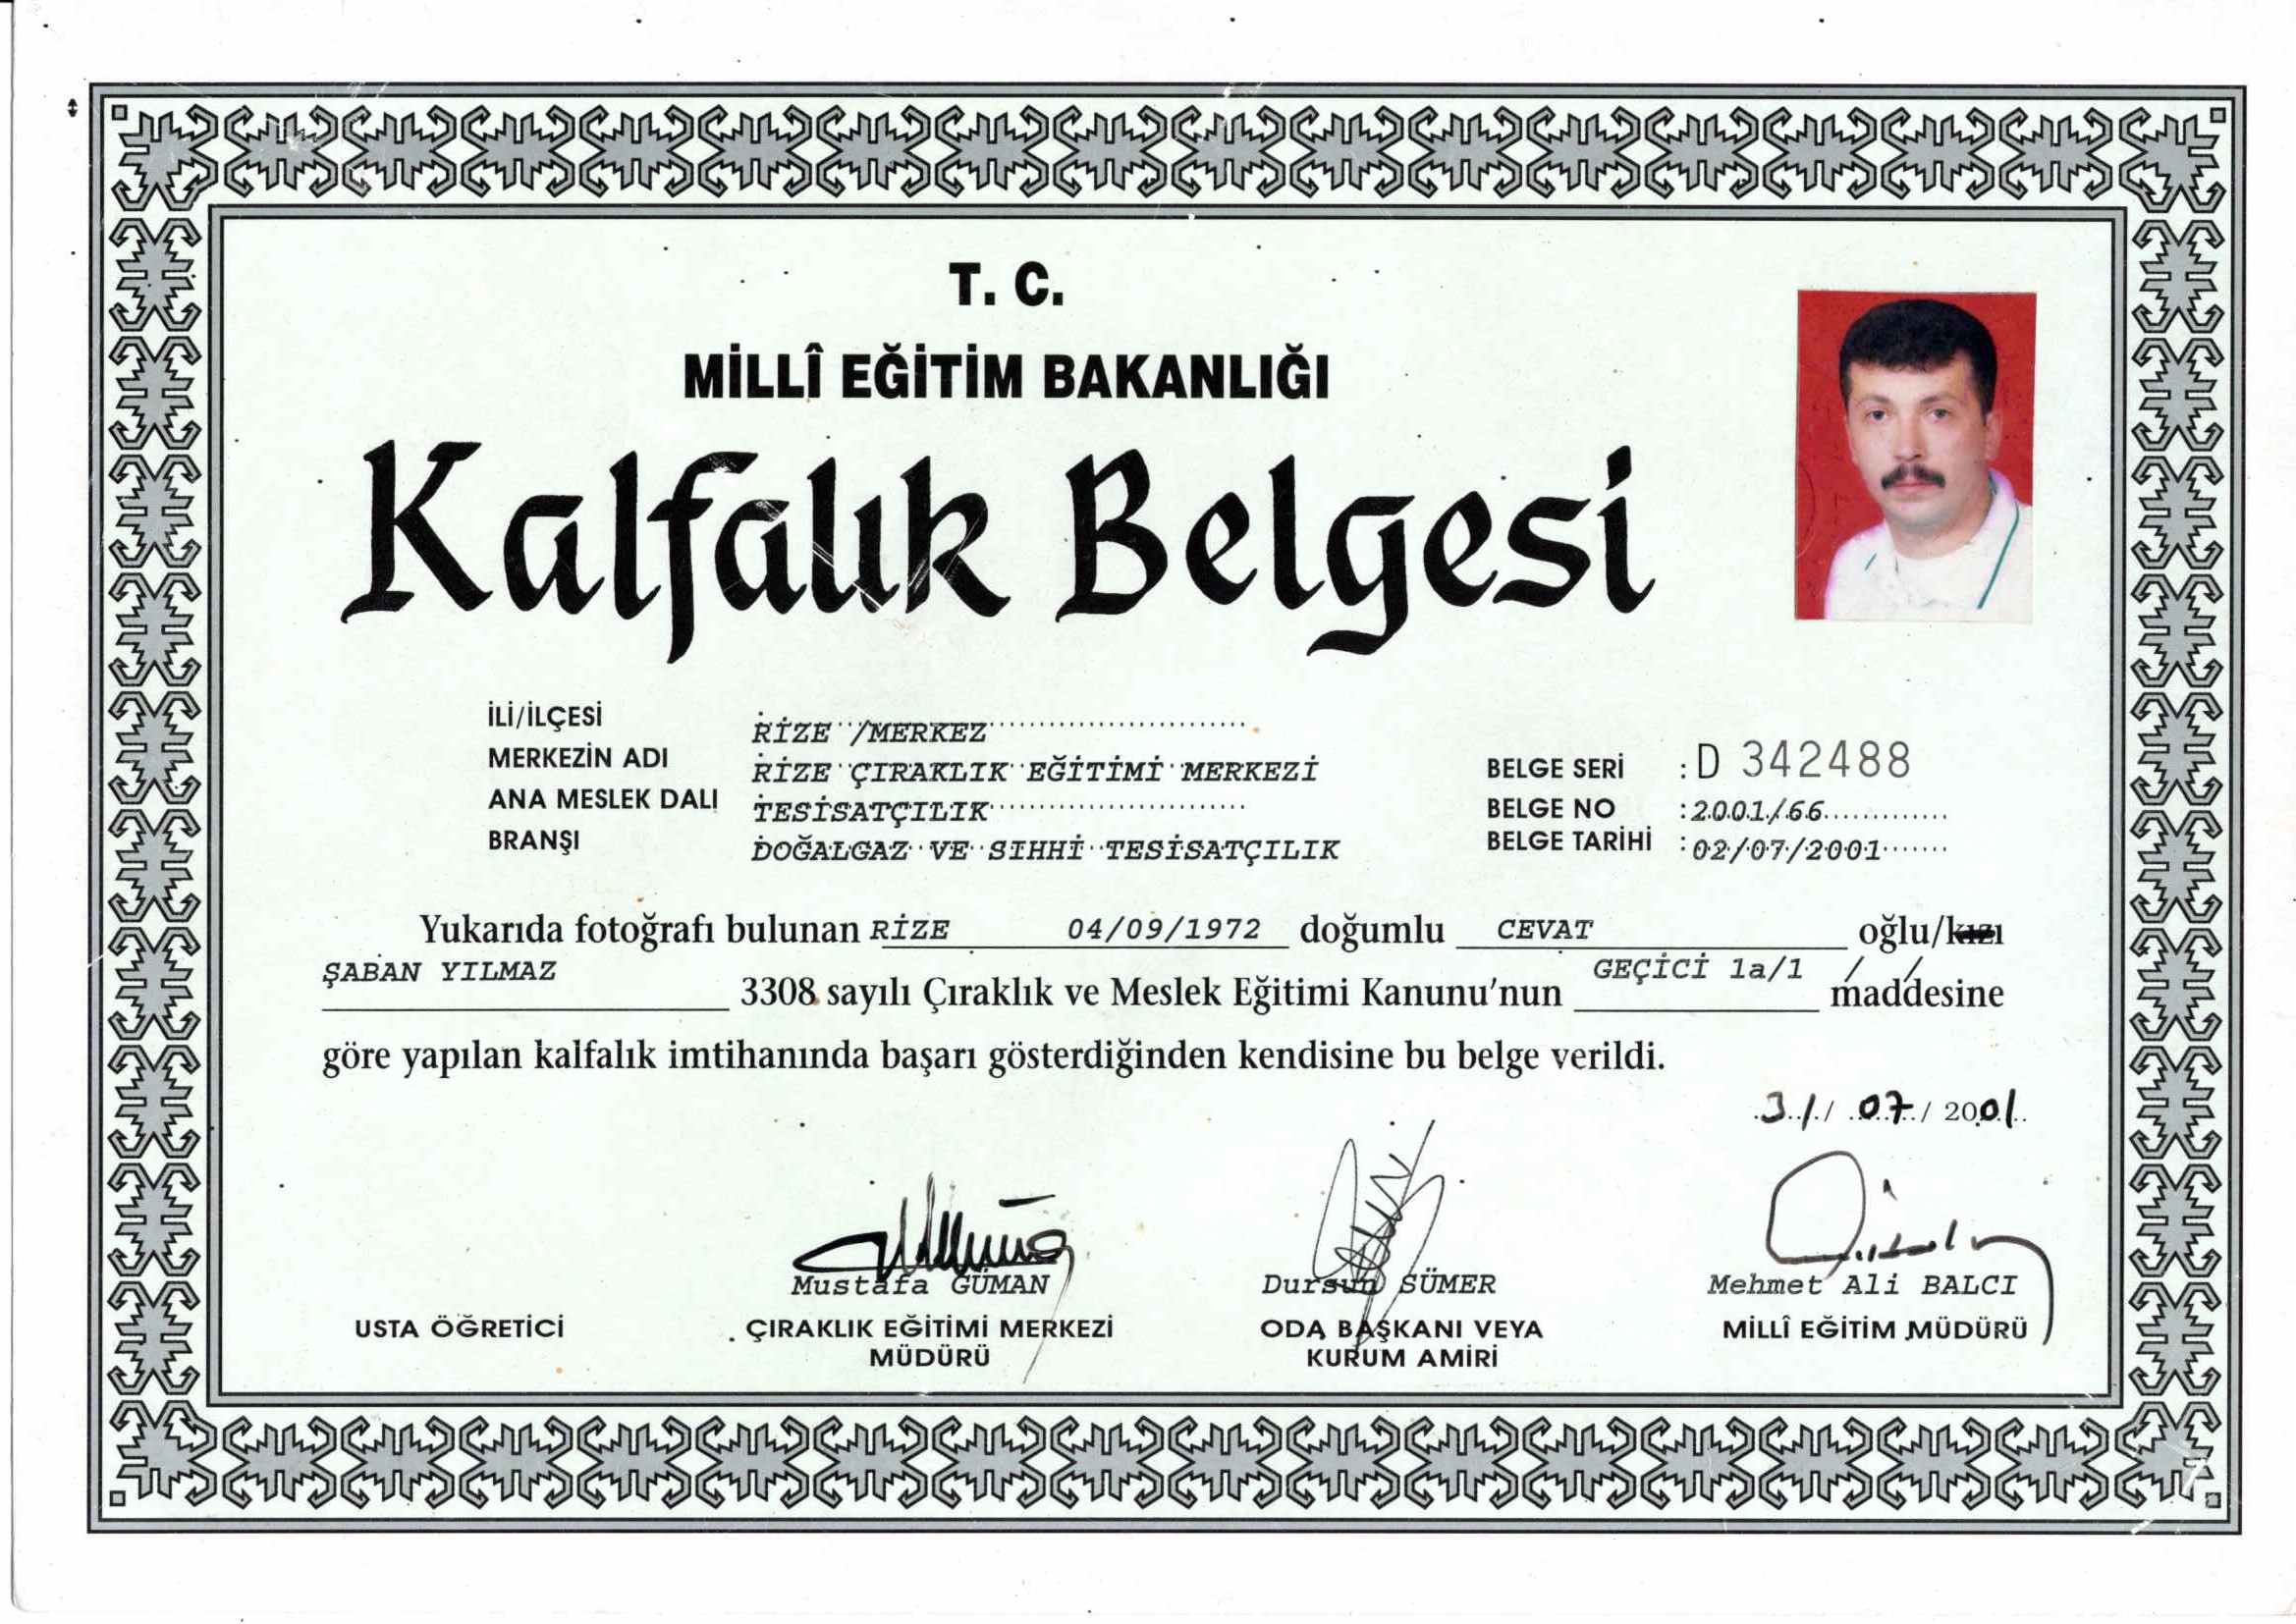 T. C.
MİLLÎ EĞİTİM BAKANLIĞI
Kalfalık Belgesi
İLİ/İLÇESİ RİZE /MERKEZ
MERKEZİN ADI RİZE ÇIRAKLIK EĞİTİMİ MERKEZİ
ANA MESLEK DALI TESİSATÇILIK
BRANŞI DOĞALGAZ VE SIHHİ TESİSATÇILIK
BELGE SERİ : D 342488
BELGE NO : 2001/66
BELGE TARİHİ : 02/07/2001
Yukarıda fotoğrafı bulunan RİZE 04/09/1972 doğumlu CEVAT oğlu/kızı
ŞABAN YILMAZ 3308 sayılı Çıraklık ve Meslek Eğitimi Kanunu'nun GEÇİCİ 1a/1 / / maddesine
göre yapılan kalfalık imtihanında başarı gösterdiğinden kendisine bu belge verildi.
31/ 07/ 2001
Mustafa GÜMAN Dursun SÜMER Mehmet Ali BALCI
USTA ÖĞRETİCİ ÇIRAKLIK EĞİTİMİ MERKEZİ ODA BAŞKANI VEYA MİLLÎ EĞİTİM MÜDÜRÜ
MÜDÜRÜ KURUM AMİRİ